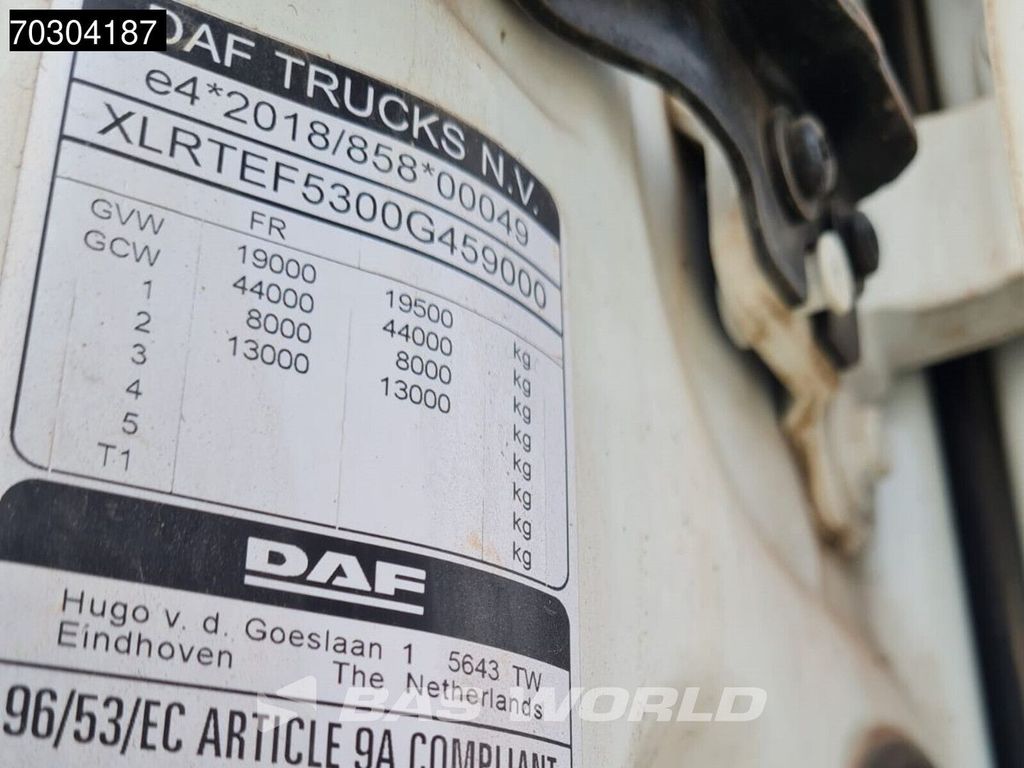 70304187
DAF TRUCKS N.V.
e4*2018/858*00049
XLRTEF5300G459000
FR
GVW 19000 19500 kg
GCW 44000 44000 kg
1 8000 8000 kg
2 13000 13000 kg
3 kg
4 kg
5 kg
T1 kg
DAF
Hugo v. d. Goeslaan 1 5643 TW
Eindhoven The Netherlands
BAS WORLD
96/53/EC ARTICLE 9A COMPLIANT